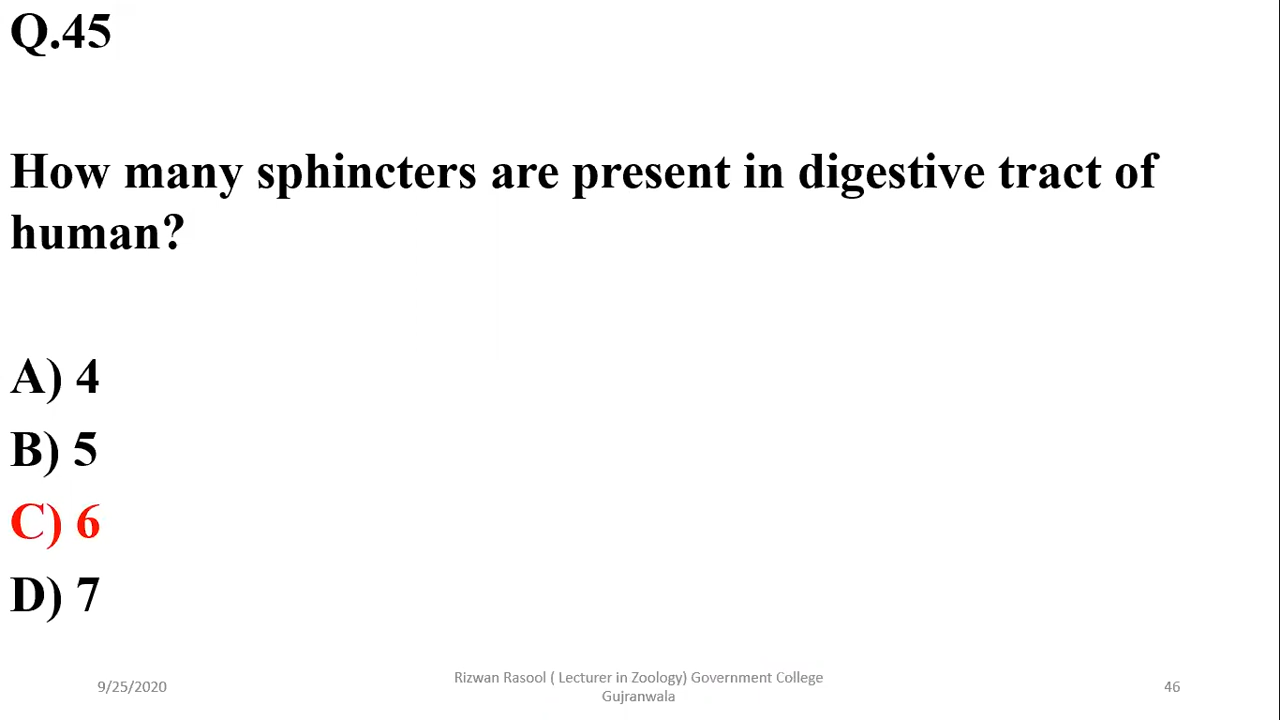 Q.45
How many sphincters are present in digestive tract of
human?
A) 4
B) 5
C) 6
D) 7
9/25/2020
Rizwan Rasool ( Lecturer in Zoology) Government College
Gujranwala
46